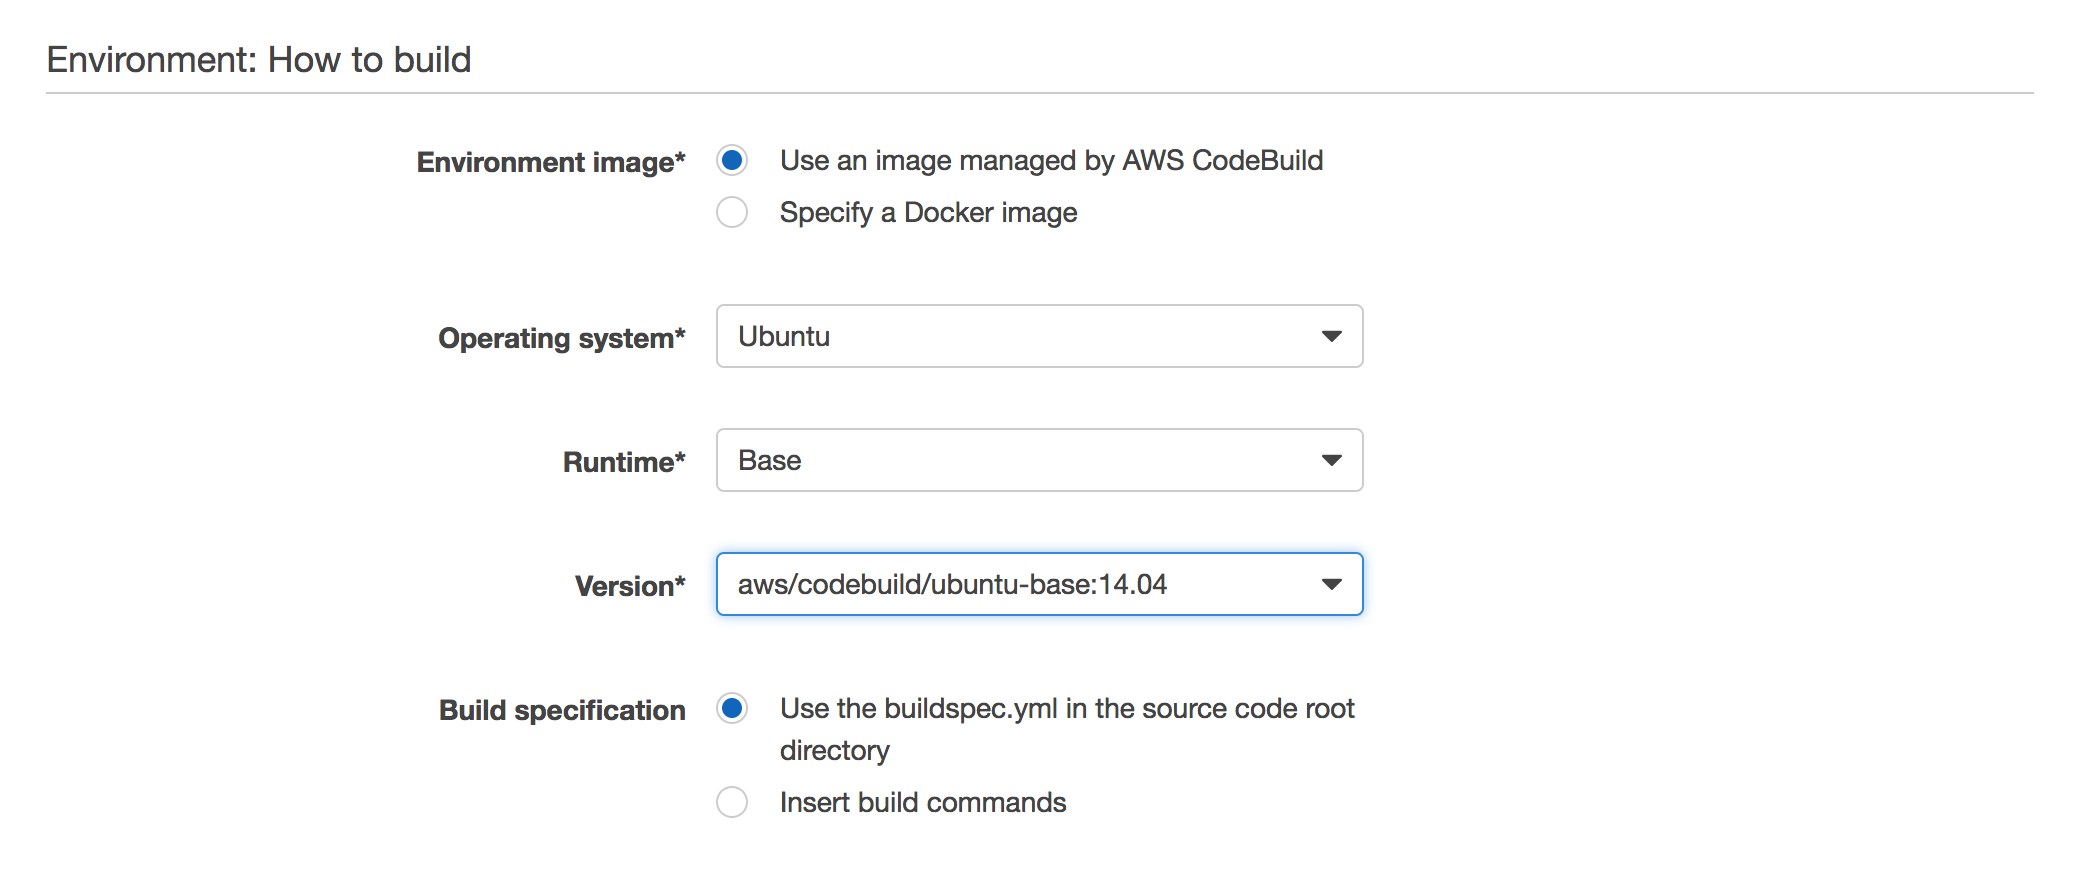 Environment: How to build
Environment image*
Use an image managed by AWS CodeBuild
Specify a Docker image
Operating system*
Ubuntu
Runtime*
Base
Version*
aws/codebuild/ubuntu-base:14.04
Build specification
Use the buildspec.yml in the source code root
directory
Insert build commands